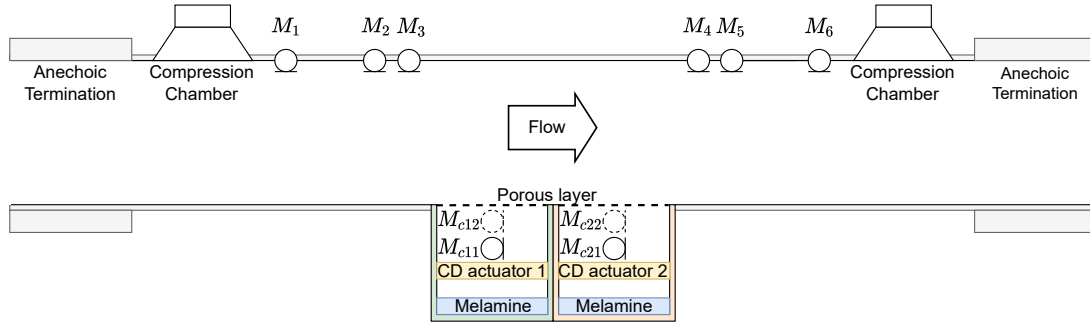 M1 M2 M3 M4 M5 M6
Anechoic
Termination
Compression
Chamber
Compression
Chamber
Anechoic
Termination
Flow
Porous layer
Mc12 Mc22
Mc11 Mc21
CD actuator 1 CD actuator 2
Melamine Melamine